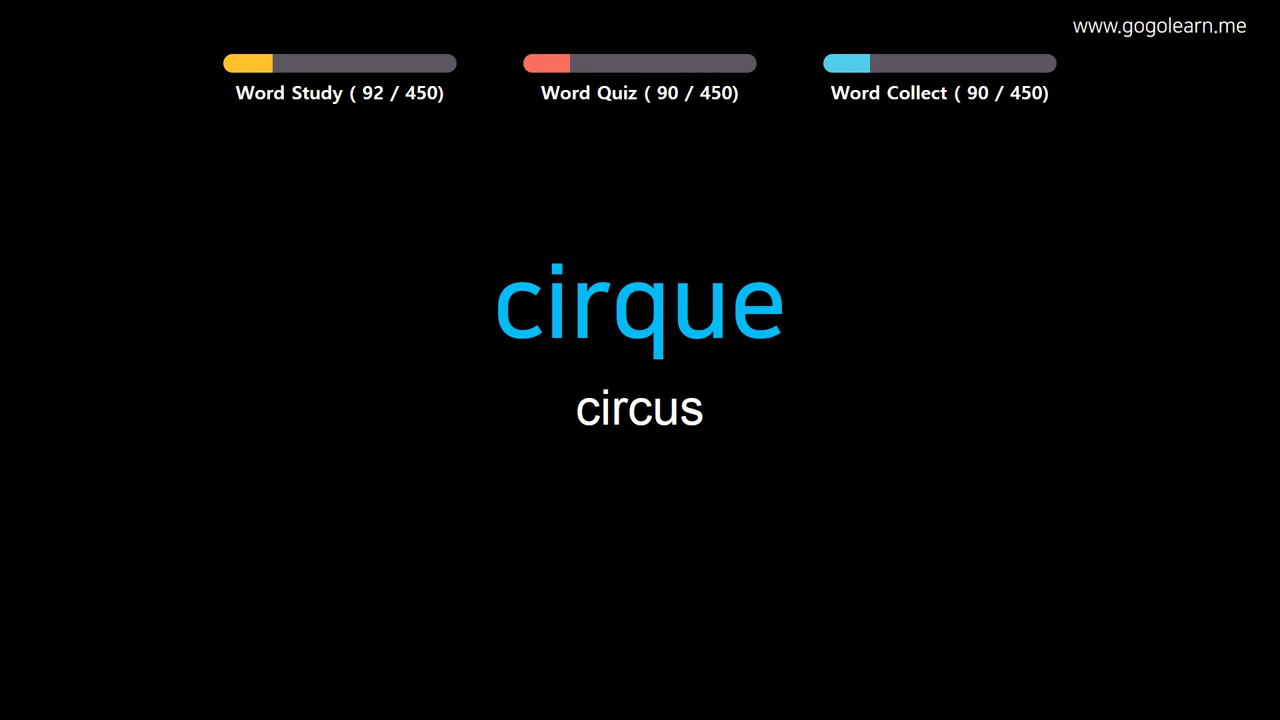 www.gogolearn.me
Word Study ( 92 / 450)
Word Quiz ( 90 / 450)
Word Collect ( 90 / 450)
cirque
circus